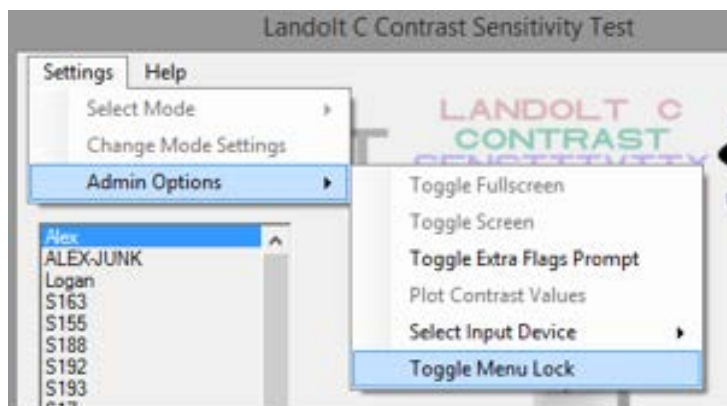 Landolt C Contrast Sensitivity Test
Settings Help
Select Mode
Change Mode Settings
Admin Options
LANDOLT C
CONTRAST
SENSITIVITY
Toggle Fullscreen
Toggle Screen
Toggle Extra Flags Prompt
Plot Contrast Values
Select Input Device
Toggle Menu Lock
Alex
ALEX-JUNK
Logan
S163
S155
S188
S192
S193